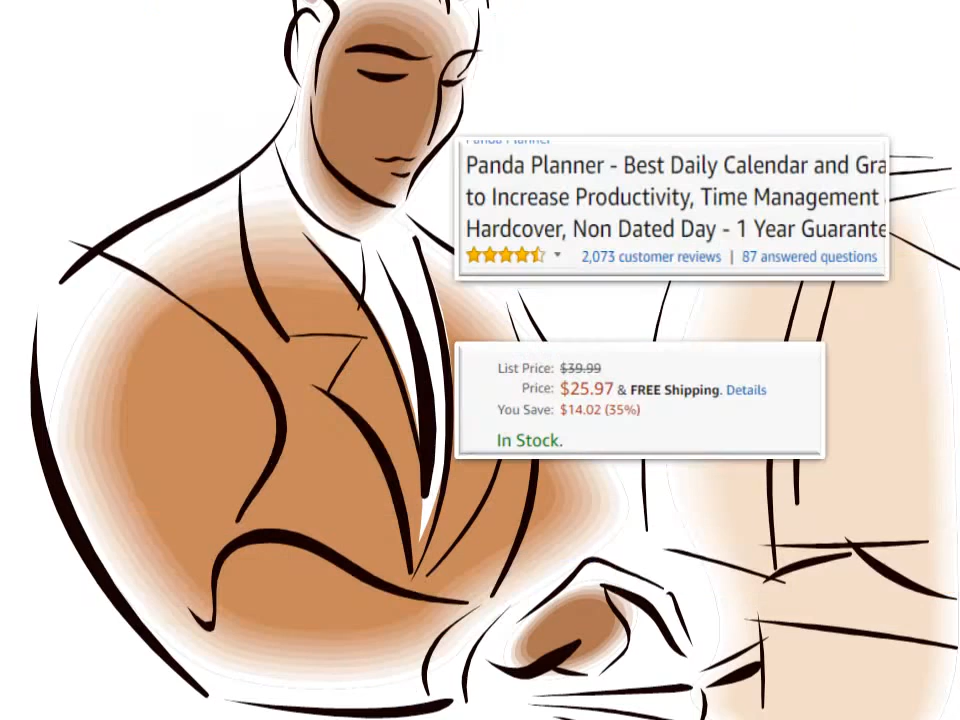 Panda Planner
Panda Planner - Best Daily Calendar and Gra
to Increase Productivity, Time Management
Hardcover, Non Dated Day - 1 Year Guarante
2,073 customer reviews | 87 answered questions
List Price: $39.99
Price: $25.97 & FREE Shipping. Details
You Save: $14.02 (35%)
In Stock.